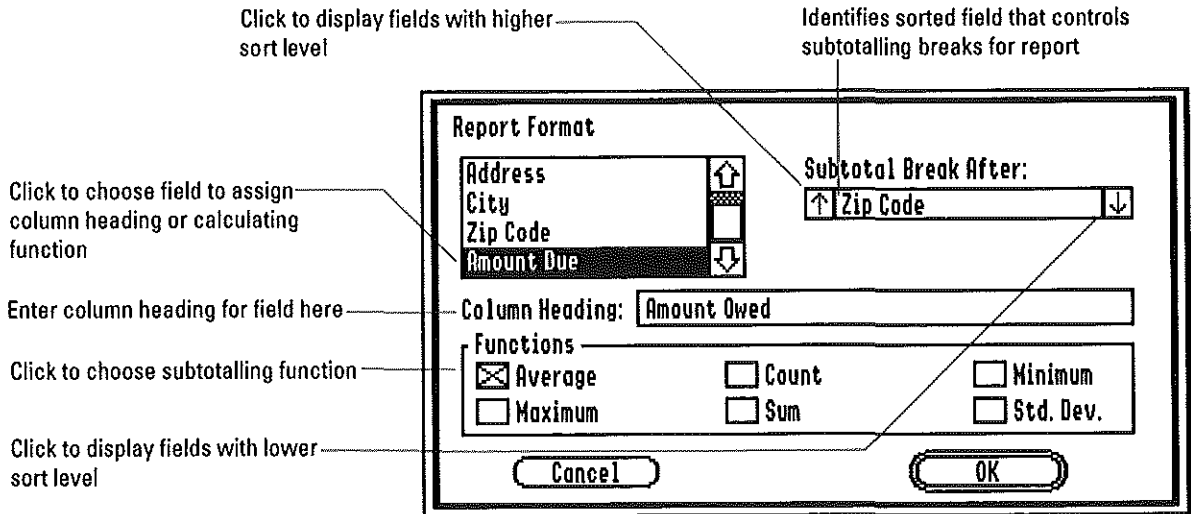 Click to display fields with higher
sort level
Identifies sorted field that controls
subtotalling breaks for report
Report Format
Address
City
Zip Code
Amount Due
Subtotal Break After:
Zip Code
Click to choose field to assign
column heading or calculating
function
Enter column heading for field here
Column Heading: Amount Owed
Functions
Click to choose subtotalling function
Average Count Minimum
Maximum Sum Std. Dev.
Click to display fields with lower
sort level
Cancel OK